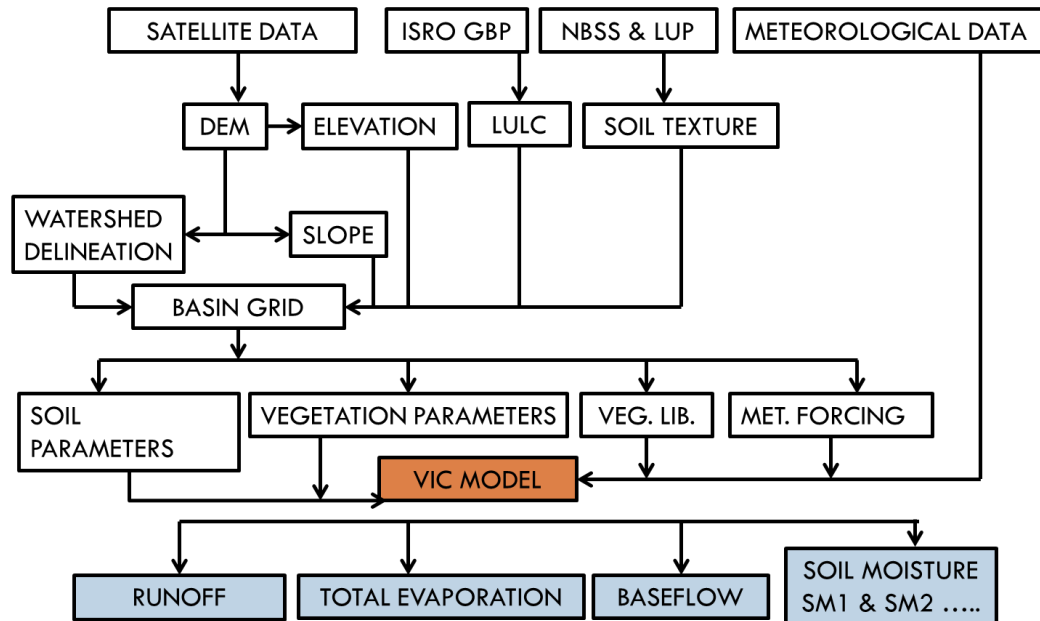 SATELLITE DATA
ISRO GBP
NBSS & LUP
METEOROLOGICAL DATA
DEM
ELEVATION
LULC
SOIL TEXTURE
WATERSHED
DELINEATION
SLOPE
BASIN GRID
SOIL
PARAMETERS
VEGETATION PARAMETERS
VEG. LIB.
MET. FORCING
VIC MODEL
RUNOFF
TOTAL EVAPORATION
BASEFLOW
SOIL MOISTURE
SM1 & SM2 …..